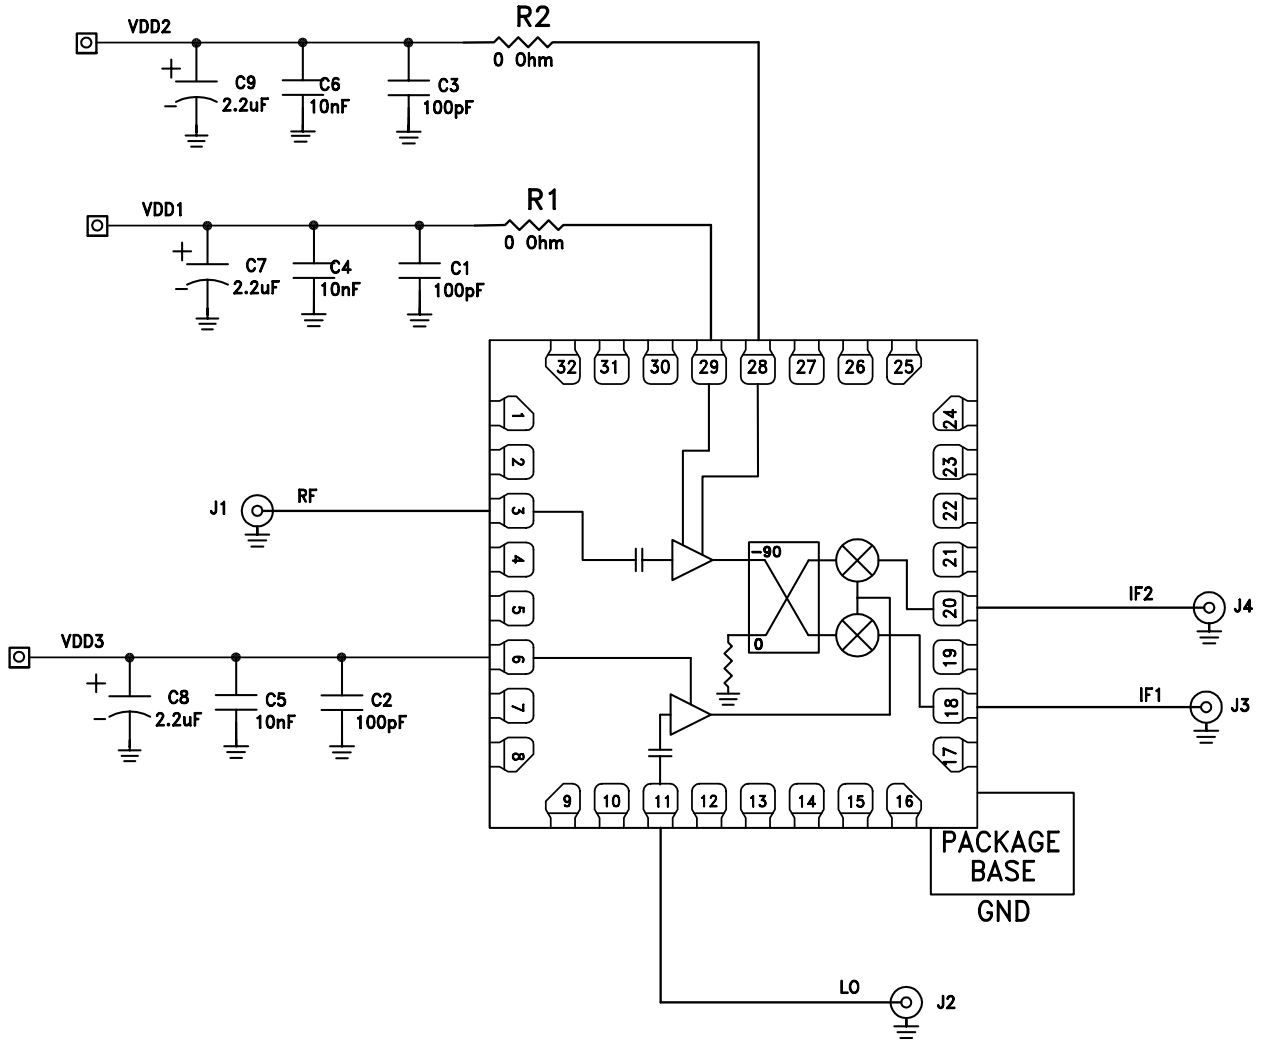 R2
VDD2
0 Ohm
+
C9
C6
C3
−
2.2uF
10nF
100pF
R1
VDD1
0 Ohm
+
C7
C4
C1
−
2.2uF
10nF
100pF
32 31 30 29 28 27 26 25
1
2
3
4
5
6
7
8
24
23
22
21
20
19
18
17
J1
RF
-90
0
IF2
J4
VDD3
+
C8
C5
C2
−
2.2uF
10nF
100pF
IF1
J3
9 10 11 12 13 14 15 16
PACKAGE
BASE
GND
LO
J2